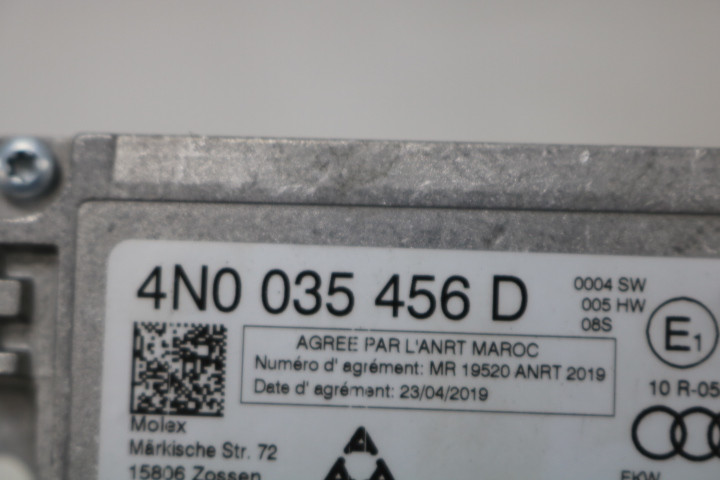 4N0 035 456 D
0004 SW
005 HW
08S
E1
AGREE PAR L'ANRT MAROC
Numéro d' agrément: MR 19520 ANRT 2019
Date d' agrément: 23/04/2019
10 R-05
Molex
Märkische Str. 72
15806 Zossen